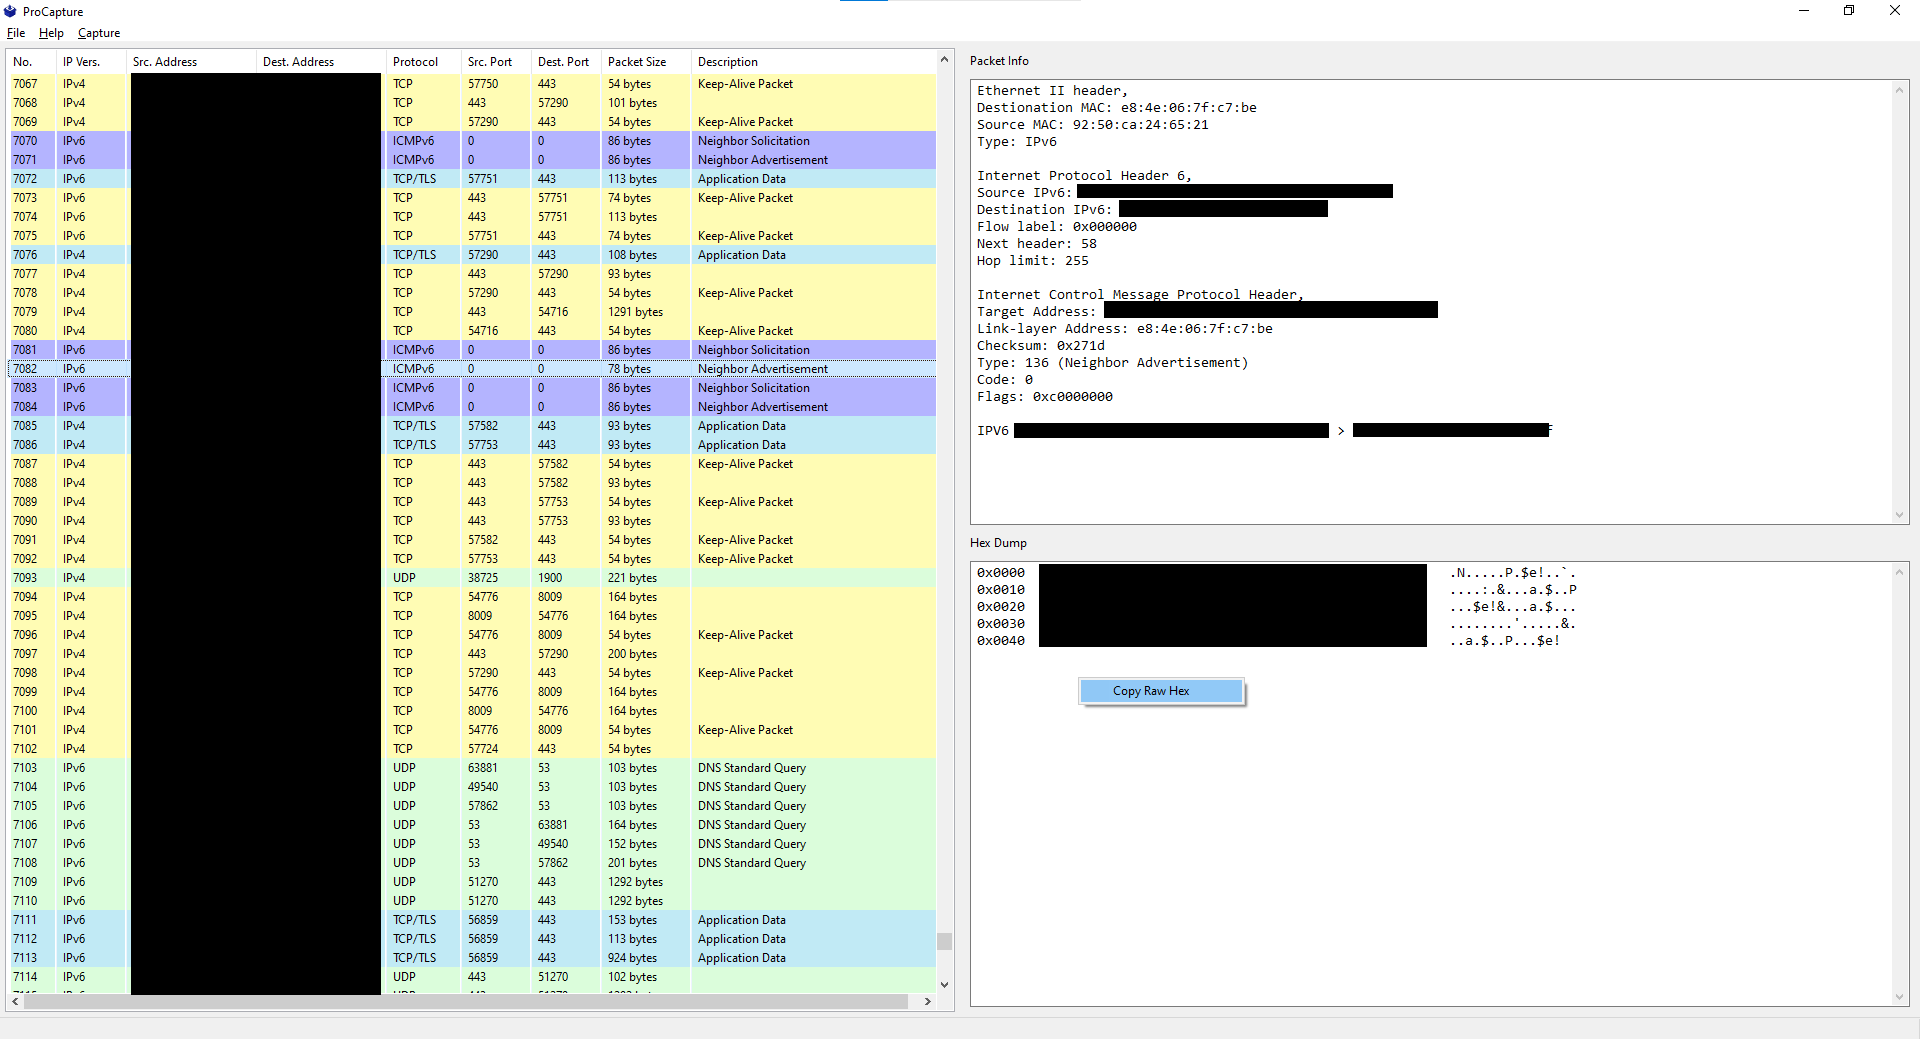 ProCapture
File Help Capture
No. IP Vers. Src. Address Dest. Address Protocol Src. Port Dest. Port Packet Size Description
7067 IPv4 TCP 57750 443 54 bytes Keep-Alive Packet
7068 IPv4 TCP 443 57290 101 bytes
7069 IPv4 TCP 57290 443 54 bytes Keep-Alive Packet
7070 IPv6 ICMPv6 0 0 86 bytes Neighbor Solicitation
7071 IPv6 ICMPv6 0 0 86 bytes Neighbor Advertisement
7072 IPv6 TCP/TLS 57751 443 113 bytes Application Data
7073 IPv6 TCP 443 57751 74 bytes Keep-Alive Packet
7074 IPv6 TCP 443 57751 113 bytes
7075 IPv6 TCP 57751 443 74 bytes Keep-Alive Packet
7076 IPv4 TCP/TLS 57290 443 108 bytes Application Data
7077 IPv4 TCP 443 57290 93 bytes
7078 IPv4 TCP 57290 443 54 bytes Keep-Alive Packet
7079 IPv4 TCP 443 54716 1291 bytes
7080 IPv4 TCP 54716 443 54 bytes Keep-Alive Packet
7081 IPv6 ICMPv6 0 0 86 bytes Neighbor Solicitation
7082 IPv6 ICMPv6 0 0 78 bytes Neighbor Advertisement
7083 IPv6 ICMPv6 0 0 86 bytes Neighbor Solicitation
7084 IPv6 ICMPv6 0 0 86 bytes Neighbor Advertisement
7085 IPv4 TCP/TLS 57582 443 93 bytes Application Data
7086 IPv4 TCP/TLS 57753 443 93 bytes Application Data
7087 IPv4 TCP 443 57582 54 bytes Keep-Alive Packet
7088 IPv4 TCP 443 57582 93 bytes
7089 IPv4 TCP 443 57753 54 bytes Keep-Alive Packet
7090 IPv4 TCP 443 57753 93 bytes
7091 IPv4 TCP 57582 443 54 bytes Keep-Alive Packet
7092 IPv4 TCP 57753 443 54 bytes Keep-Alive Packet
7093 IPv4 UDP 38725 1900 221 bytes
7094 IPv4 TCP 54776 8009 164 bytes
7095 IPv4 TCP 8009 54776 164 bytes
7096 IPv4 TCP 54776 8009 54 bytes Keep-Alive Packet
7097 IPv4 TCP 443 57290 200 bytes
7098 IPv4 TCP 57290 443 54 bytes Keep-Alive Packet
7099 IPv4 TCP 54776 8009 164 bytes
7100 IPv4 TCP 8009 54776 164 bytes
7101 IPv4 TCP 54776 8009 54 bytes Keep-Alive Packet
7102 IPv4 TCP 57724 443 54 bytes
7103 IPv6 UDP 63881 53 103 bytes DNS Standard Query
7104 IPv6 UDP 49540 53 103 bytes DNS Standard Query
7105 IPv6 UDP 57862 53 103 bytes DNS Standard Query
7106 IPv6 UDP 53 63881 164 bytes DNS Standard Query
7107 IPv6 UDP 53 49540 152 bytes DNS Standard Query
7108 IPv6 UDP 53 57862 201 bytes DNS Standard Query
7109 IPv6 UDP 51270 443 1292 bytes
7110 IPv6 UDP 51270 443 1292 bytes
7111 IPv6 TCP/TLS 56859 443 153 bytes Application Data
7112 IPv6 TCP/TLS 56859 443 113 bytes Application Data
7113 IPv6 TCP/TLS 56859 443 924 bytes Application Data
7114 IPv6 UDP 443 51270 102 bytes
Packet Info
Ethernet II header,
Destionation MAC: e8:4e:06:7f:c7:be
Source MAC: 92:50:ca:24:65:21
Type: IPv6
Internet Protocol Header 6,
Source IPv6:
Destination IPv6:
Flow label: 0x000000
Next header: 58
Hop limit: 255
Internet Control Message Protocol Header,
Target Address:
Link-layer Address: e8:4e:06:7f:c7:be
Checksum: 0x271d
Type: 136 (Neighbor Advertisement)
Code: 0
Flags: 0xc0000000
IPV6 >
Hex Dump
0x0000 .N.....P.$e!..`.
0x0010 ....:.&...a.$..P
0x0020 ...$e!&...a.$...
0x0030 ........'.....&.
0x0040 ..a.$..P...$e!
Copy Raw Hex